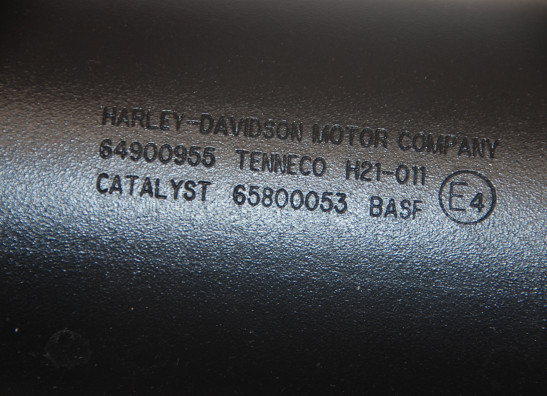 HARLEY-DAVIDSON MOTOR COMPANY
64900955 TENNECO H21-011
CATALYST 65800053 BASF E4